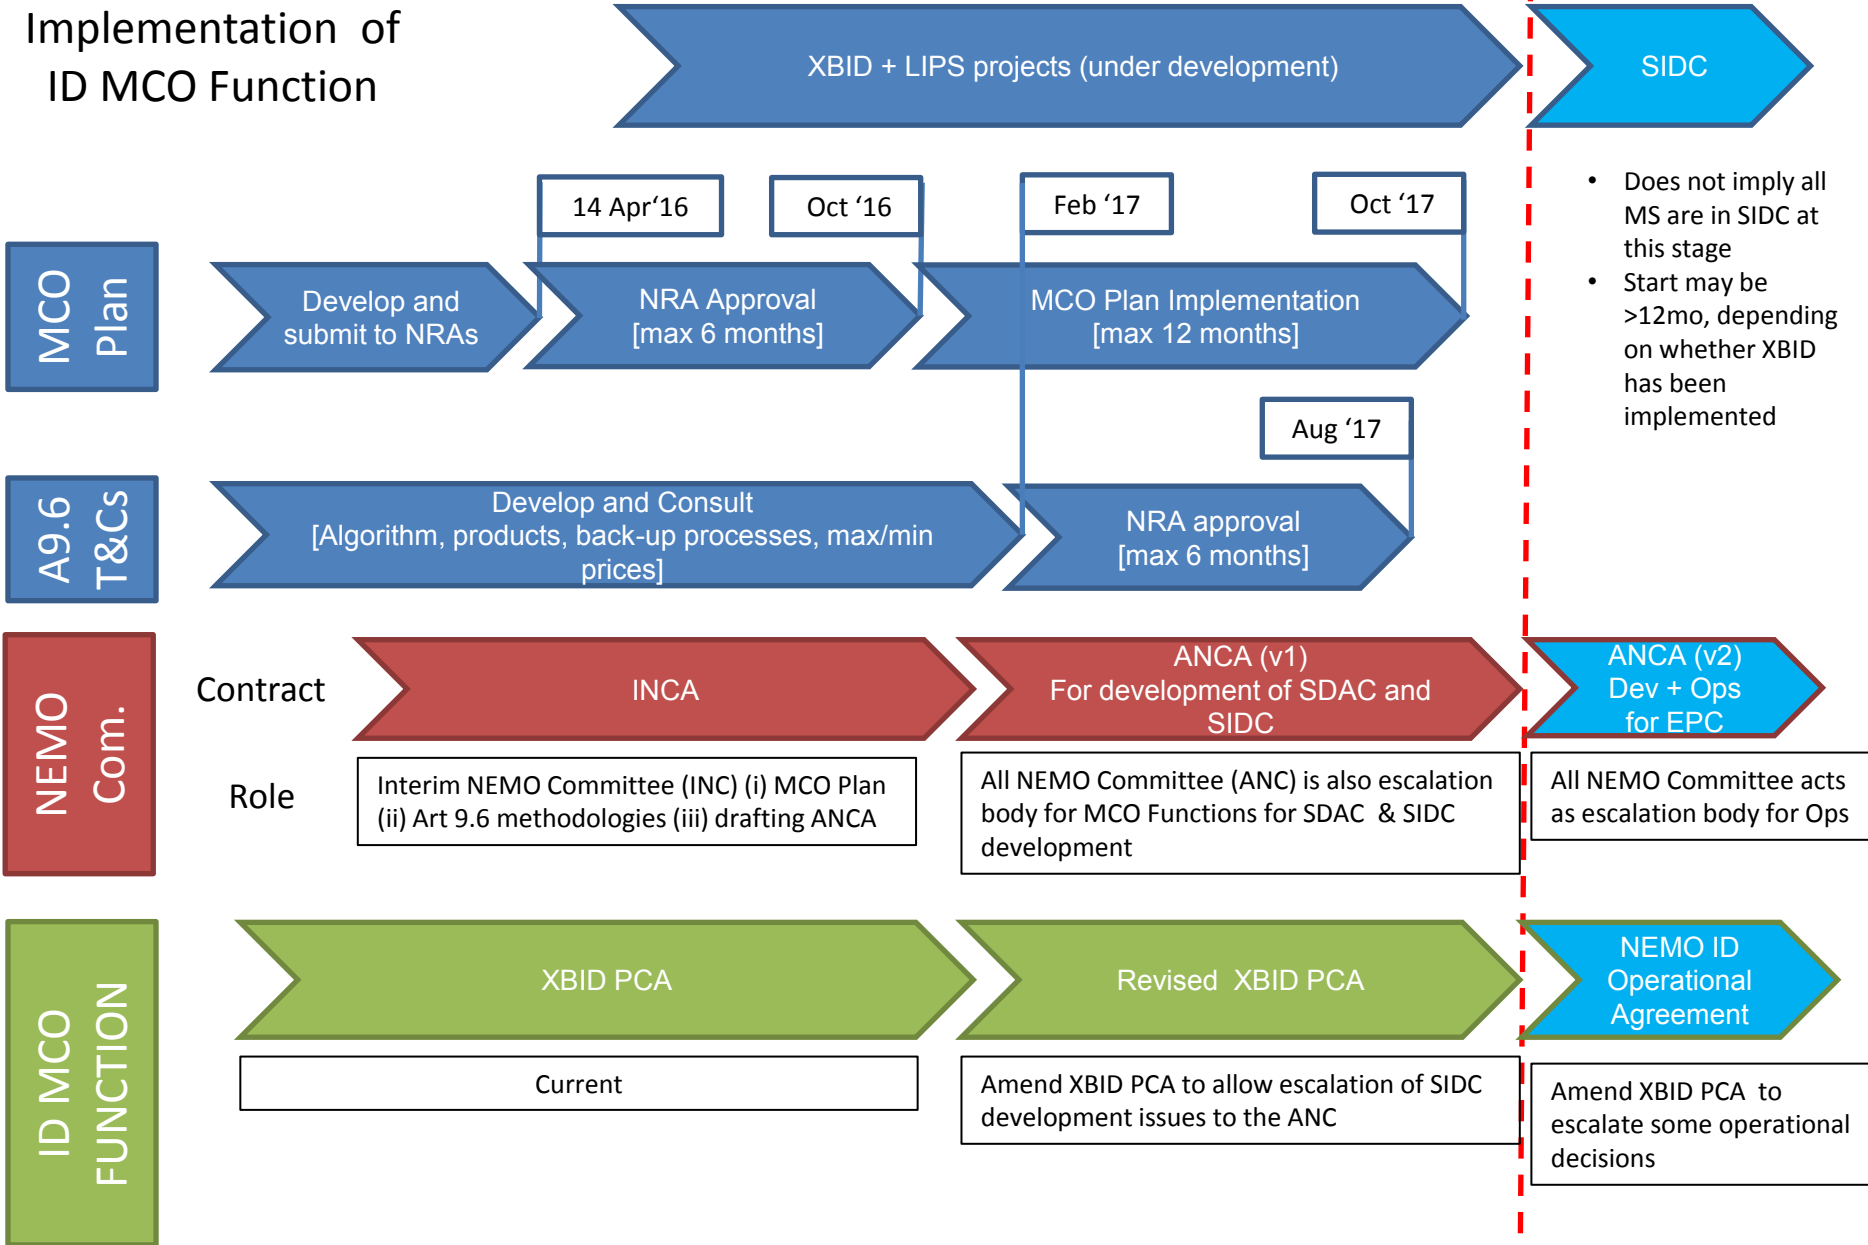 Implementation of
ID MCO Function
XBID + LIPS projects (under development)
SIDC
14 Apr‘16
Oct ‘16
Feb ‘17
Oct ‘17
• Does not imply all
MS are in SIDC at
this stage
• Start may be
>12mo, depending
on whether XBID
has been
implemented
MCO
Plan
Develop and
submit to NRAs
NRA Approval
[max 6 months]
MCO Plan Implementation
[max 12 months]
Aug ‘17
A9.6
T&Cs
Develop and Consult
[Algorithm, products, back-up processes, max/min
prices]
NRA approval
[max 6 months]
NEMO
Com.
Contract
INCA
ANCA (v1)
For development of SDAC and
SIDC
ANCA (v2)
Dev + Ops
for EPC
Role
Interim NEMO Committee (INC) (i) MCO Plan
(ii) Art 9.6 methodologies (iii) drafting ANCA
All NEMO Committee (ANC) is also escalation
body for MCO Functions for SDAC & SIDC
development
All NEMO Committee acts
as escalation body for Ops
ID MCO
FUNCTION
XBID PCA
Revised XBID PCA
NEMO ID
Operational
Agreement
Current
Amend XBID PCA to allow escalation of SIDC
development issues to the ANC
Amend XBID PCA to
escalate some operational
decisions